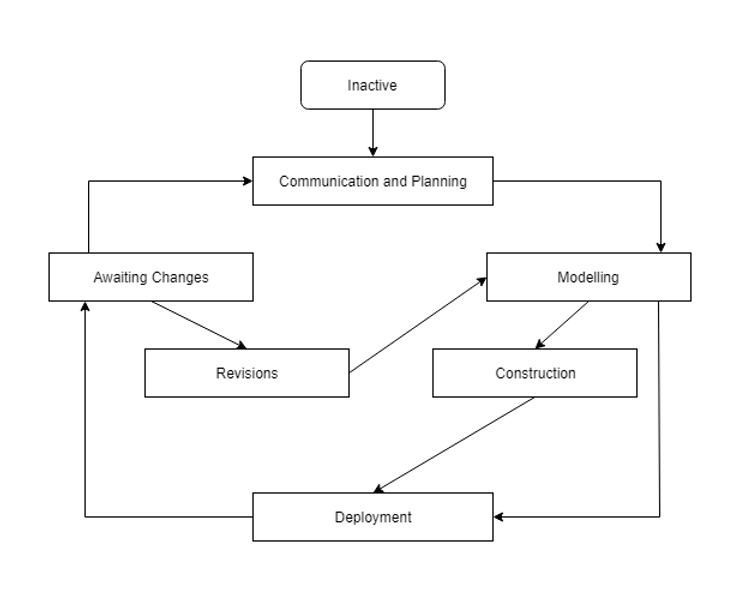 Inactive
Communication and Planning
Awaiting Changes
Modelling
Revisions
Construction
Deployment